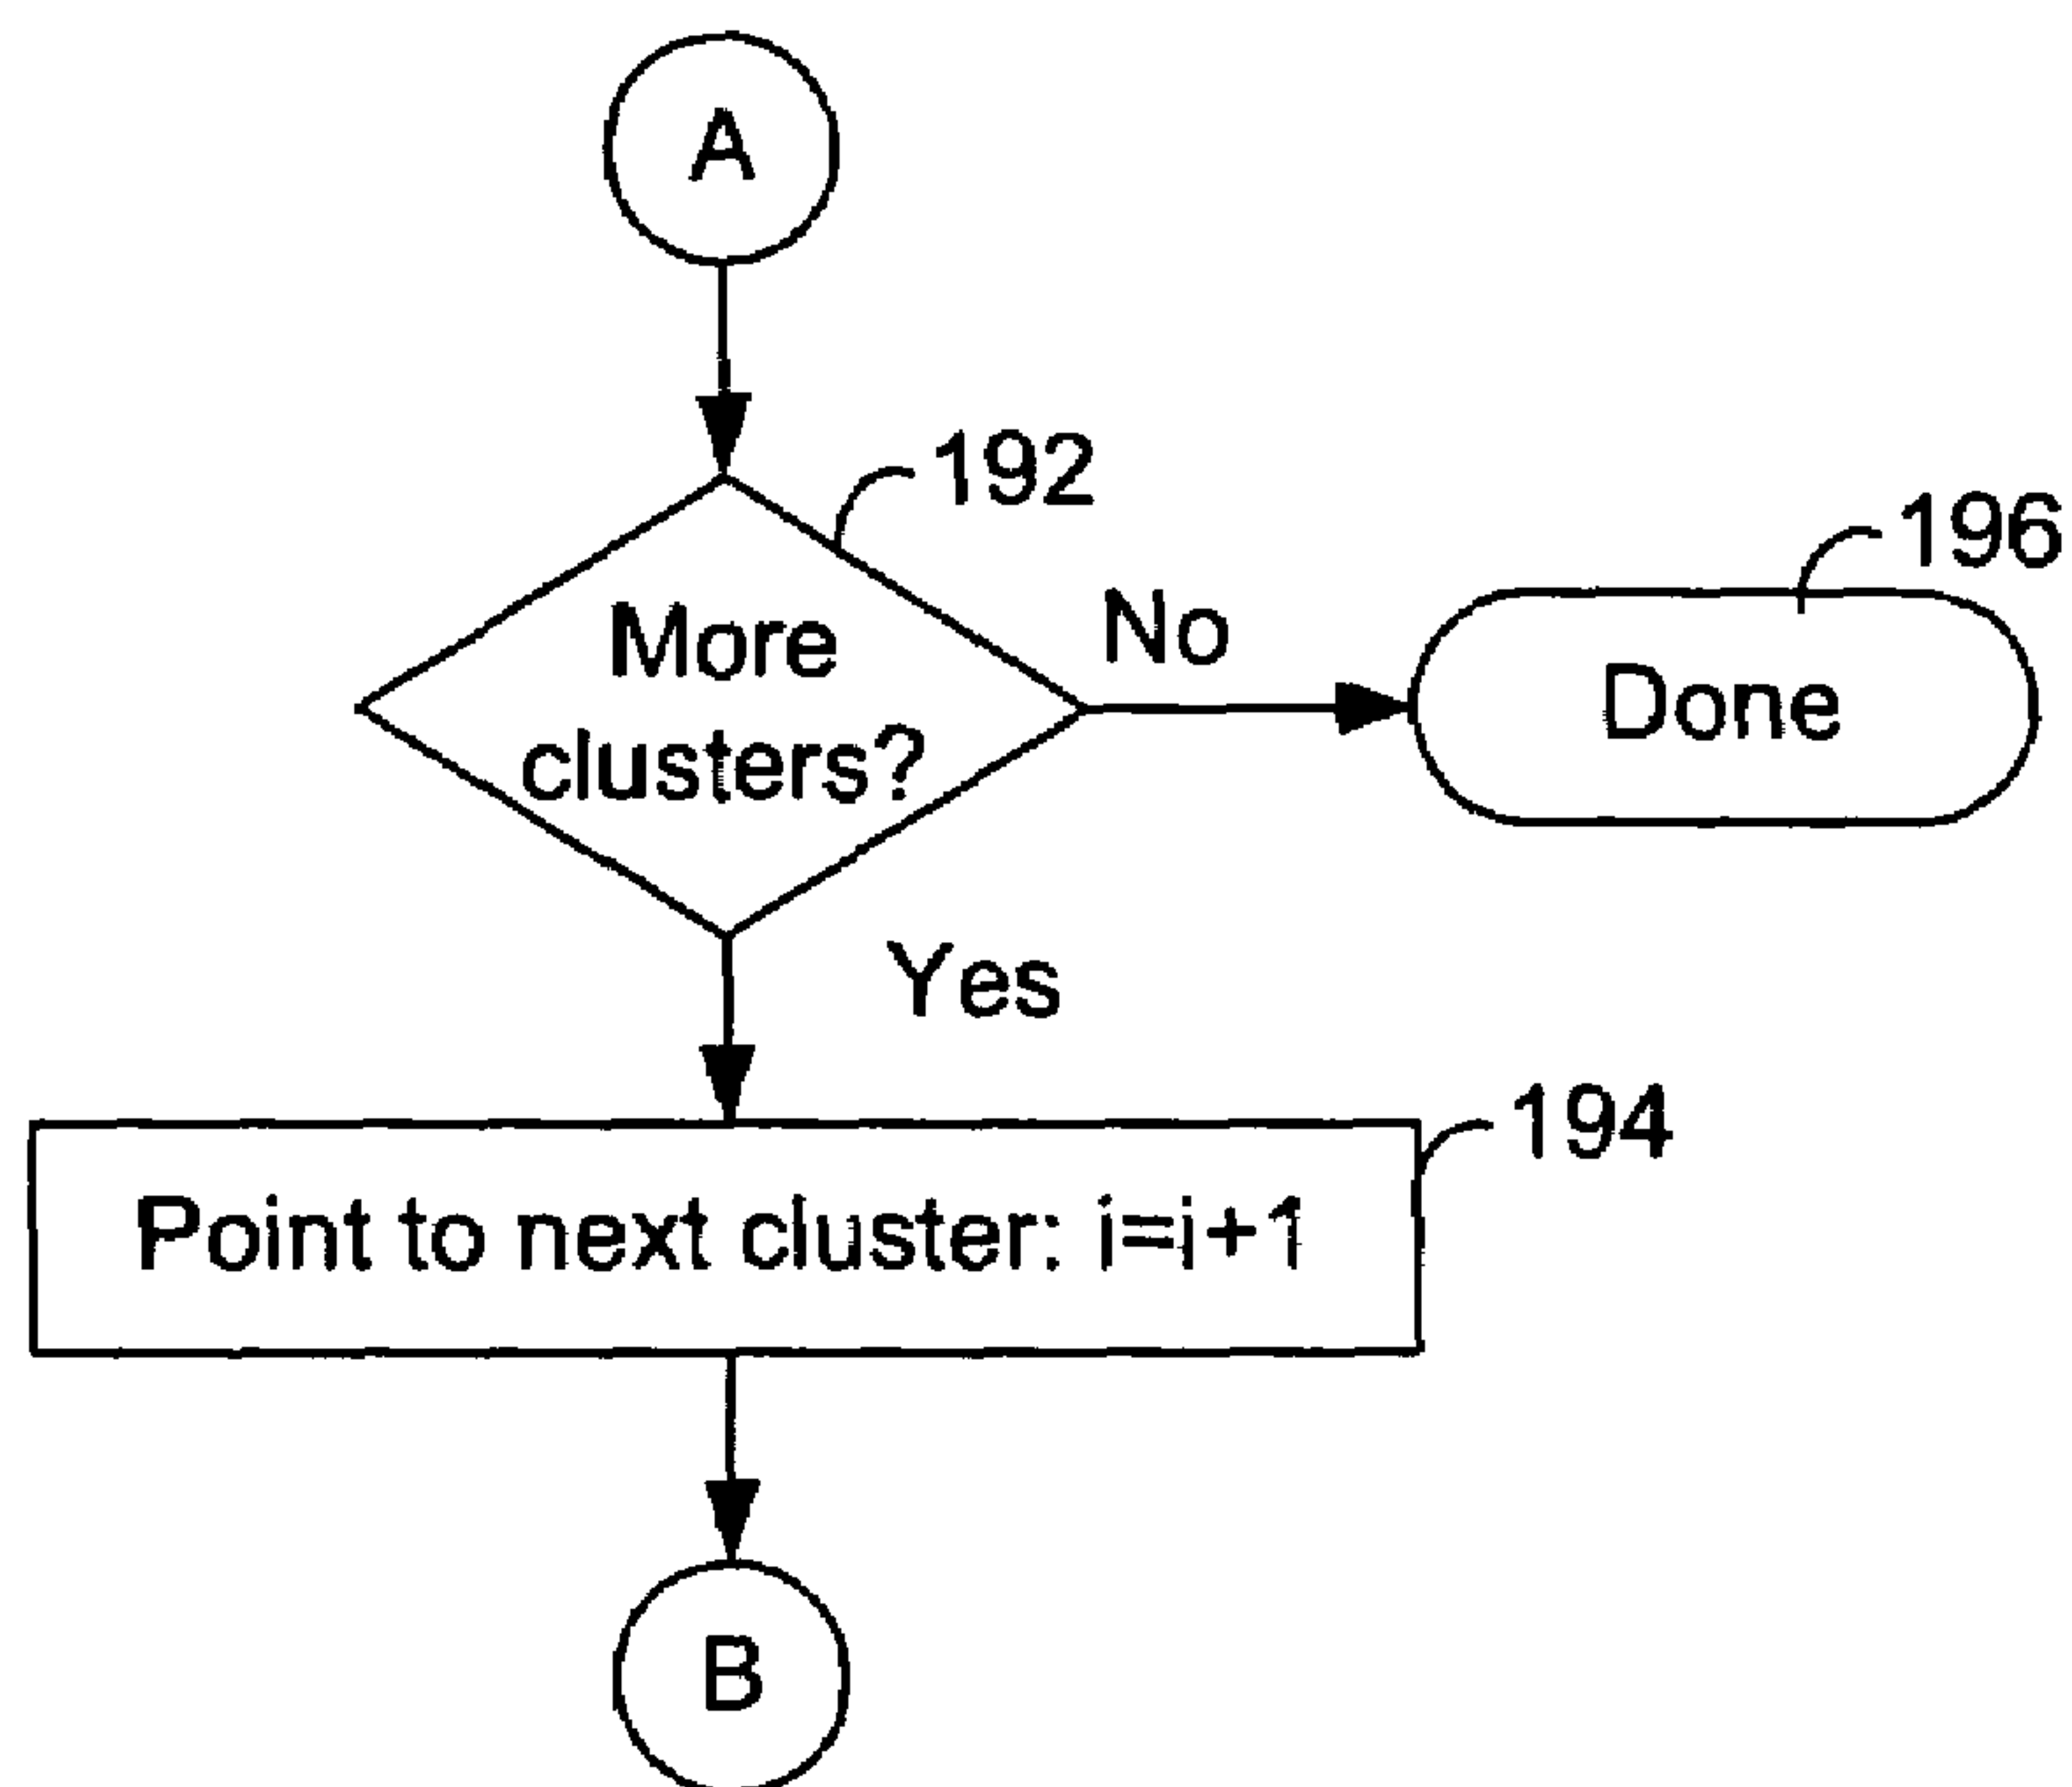 A
192
More
clusters?
No
196
Done
Yes
194
Point to next cluster: i=i+1
B